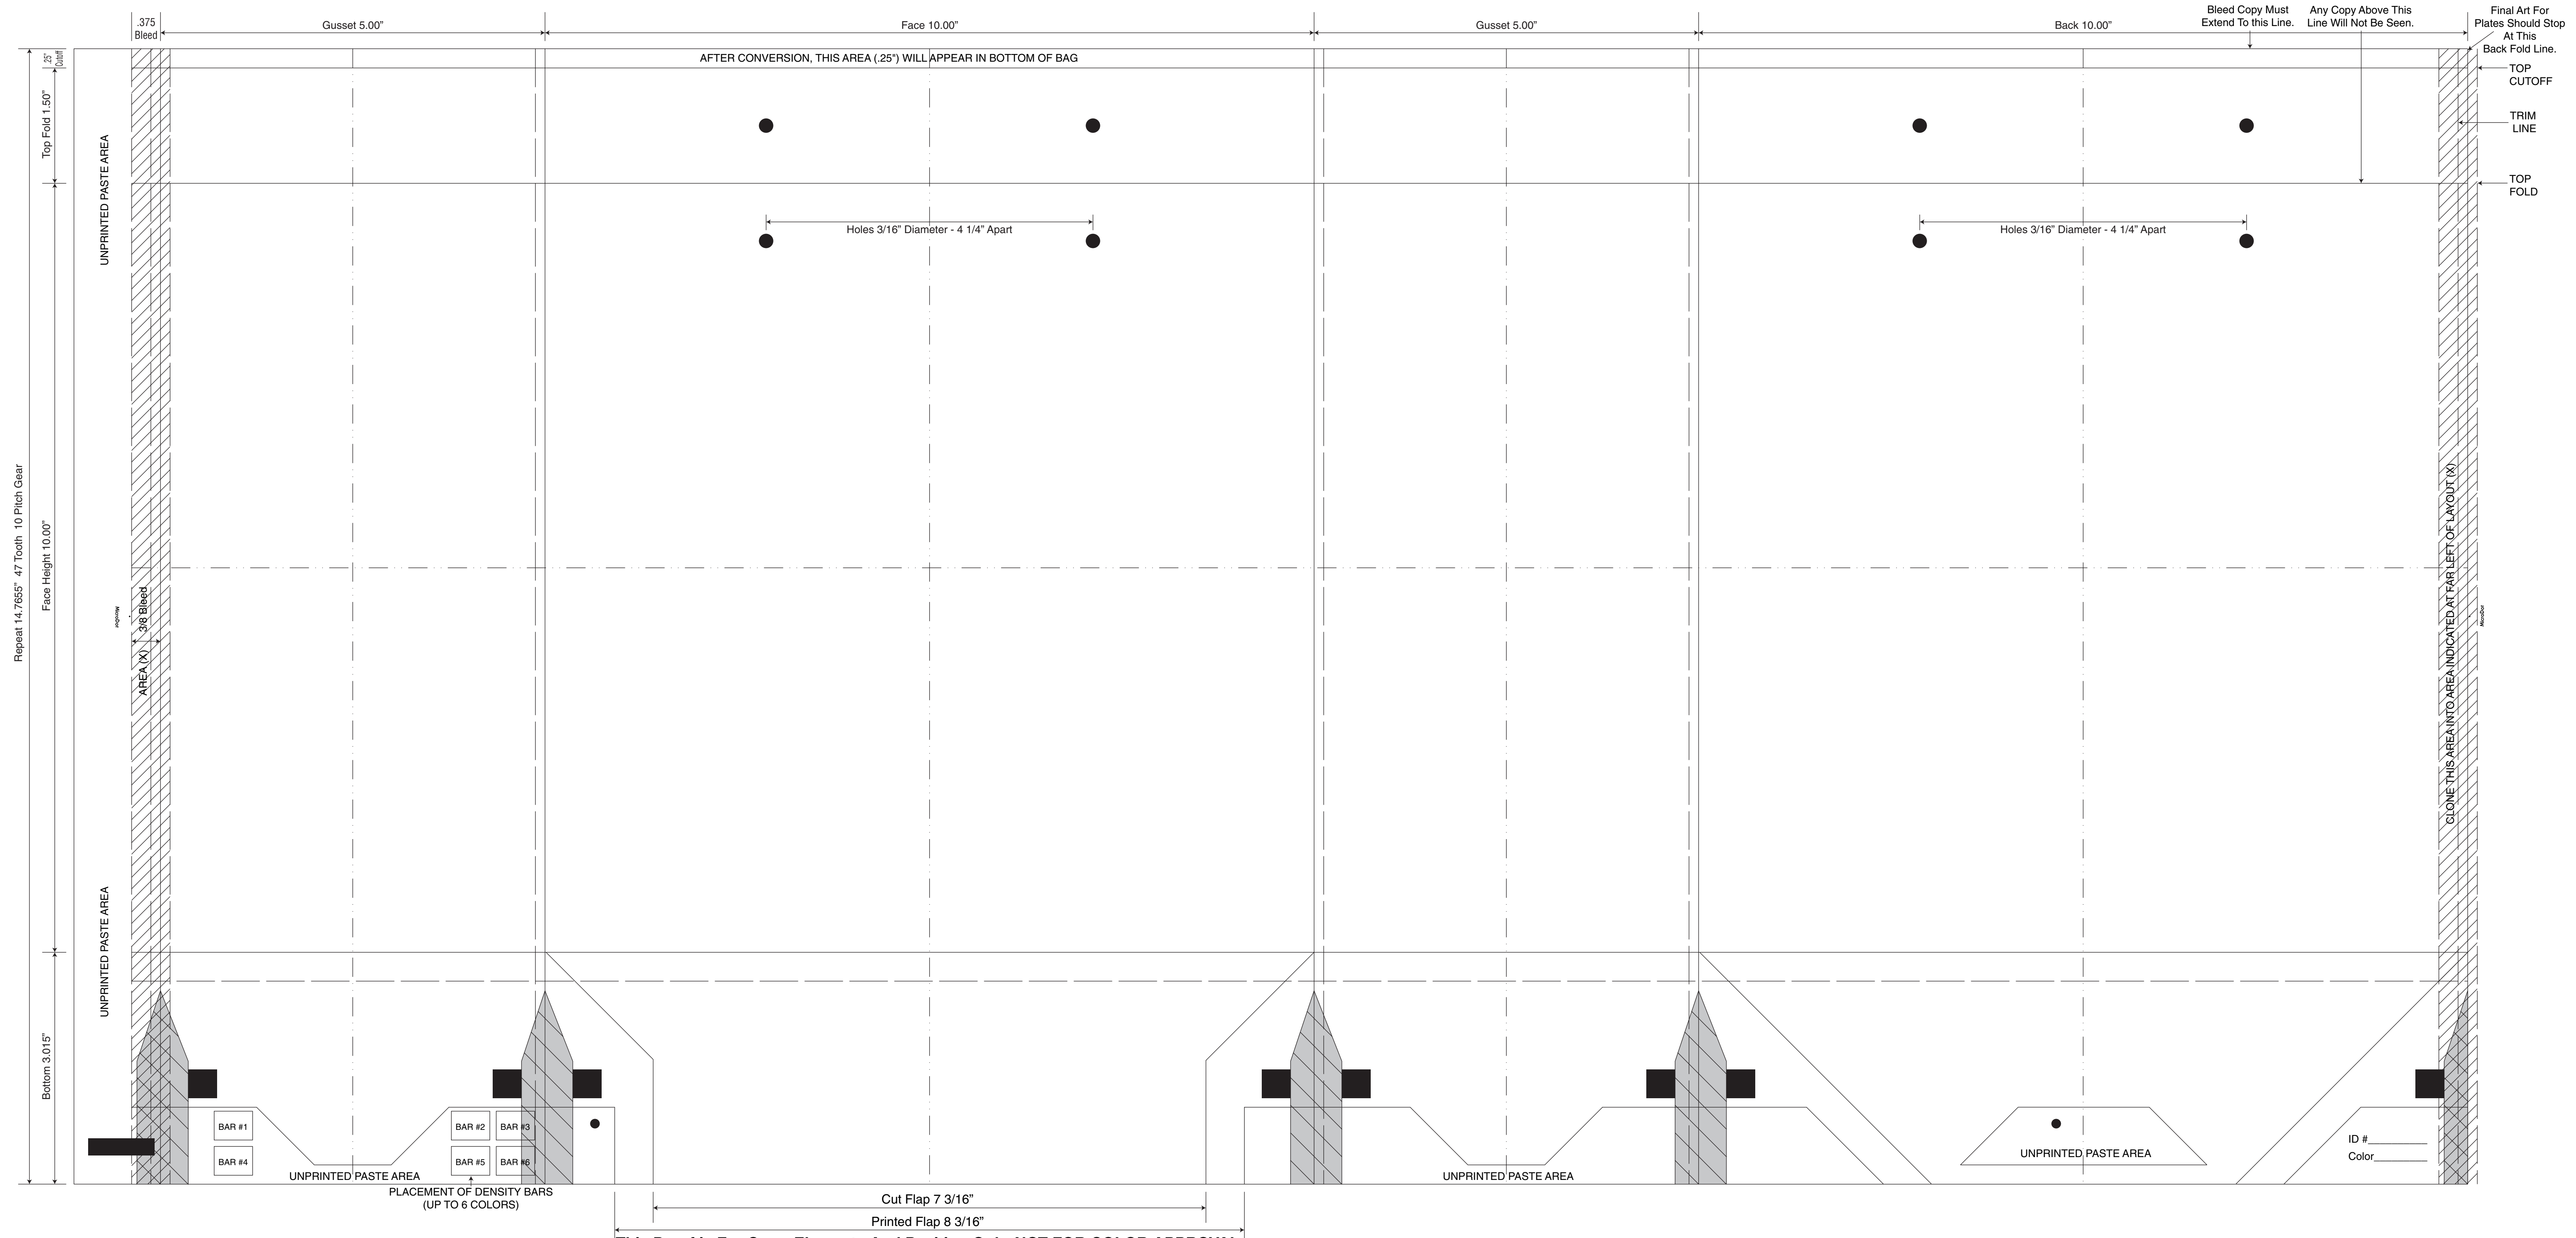 .375
Bleed
Gusset 5.00”
Face 10.00”
Gusset 5.00”
Back 10.00”
Bleed Copy Must
Extend To this Line.
Any Copy Above This
Line Will Not Be Seen.
Final Art For
Plates Should Stop
At This
Back Fold Line.
.25”
Cutoff
AFTER CONVERSION, THIS AREA (.25") WILL APPEAR IN BOTTOM OF BAG
TOP
CUTOFF
Top Fold 1.50”
UNPRINTED PASTE AREA
TRIM
LINE
TOP
FOLD
Holes 3/16” Diameter - 4 1/4” Apart
Holes 3/16” Diameter - 4 1/4” Apart
Repeat 14.7655” 47 Tooth 10 Pitch Gear
Face Height 10.00”
MicroDot
AREA (X) 3/8 Bleed
CLONE THIS AREA INTO AREA INDICATED AT FAR LEFT OF LAYOUT (X)
MicroDot
UNPRINTED PASTE AREA
Bottom 3.015”
BAR #1
BAR #2
BAR #3
BAR #4
BAR #5
BAR #6
UNPRINTED PASTE AREA
PLACEMENT OF DENSITY BARS
(UP TO 6 COLORS)
UNPRINTED PASTE AREA
UNPRINTED PASTE AREA
ID #__________
Color_________
Cut Flap 7 3/16”
Printed Flap 8 3/16”